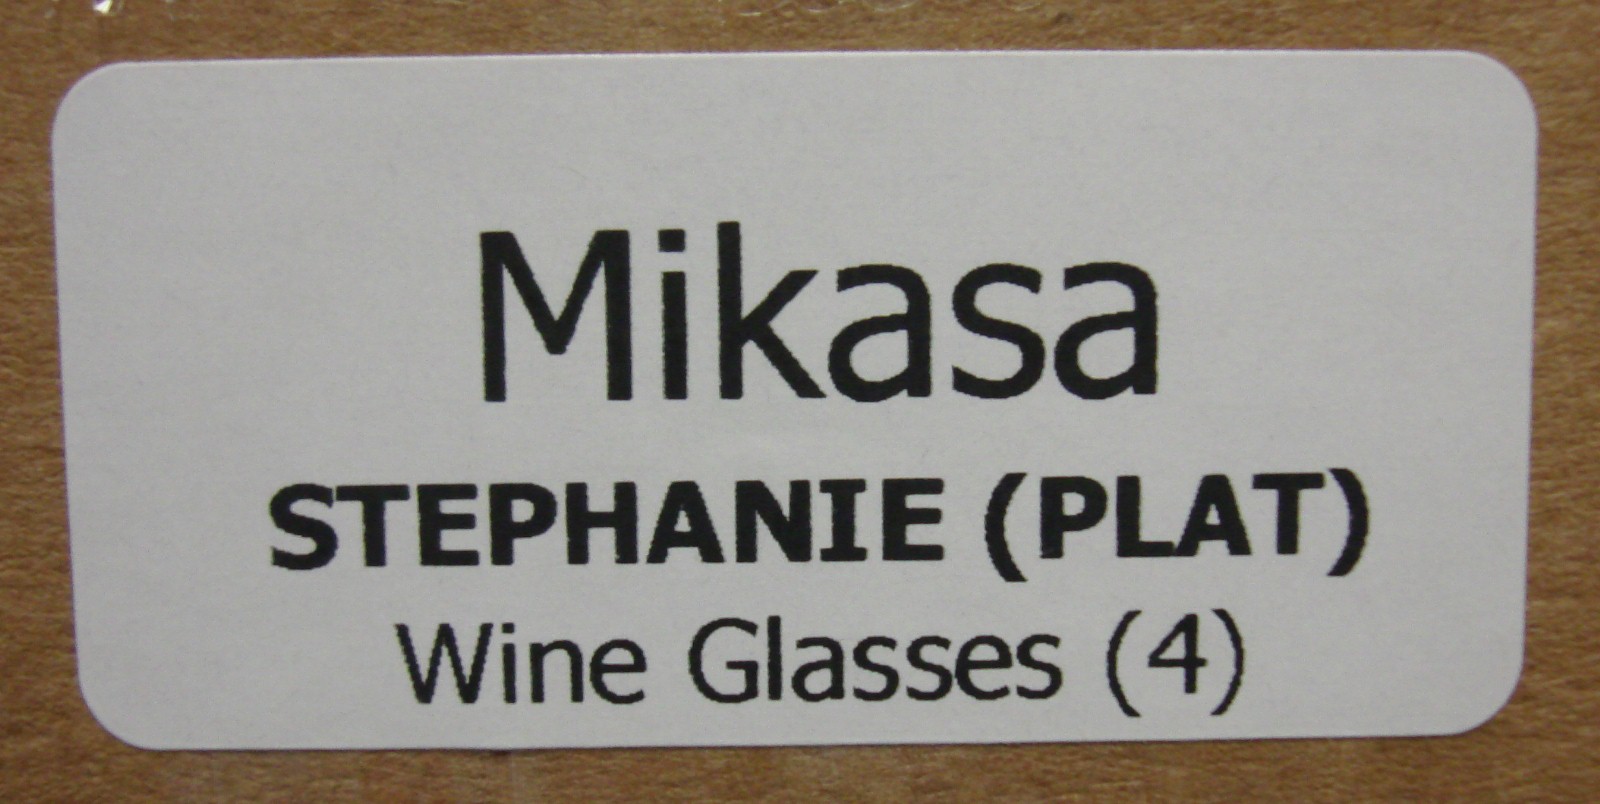 Mikasa
STEPHANIE (PLAT)
Wine Glasses (4)